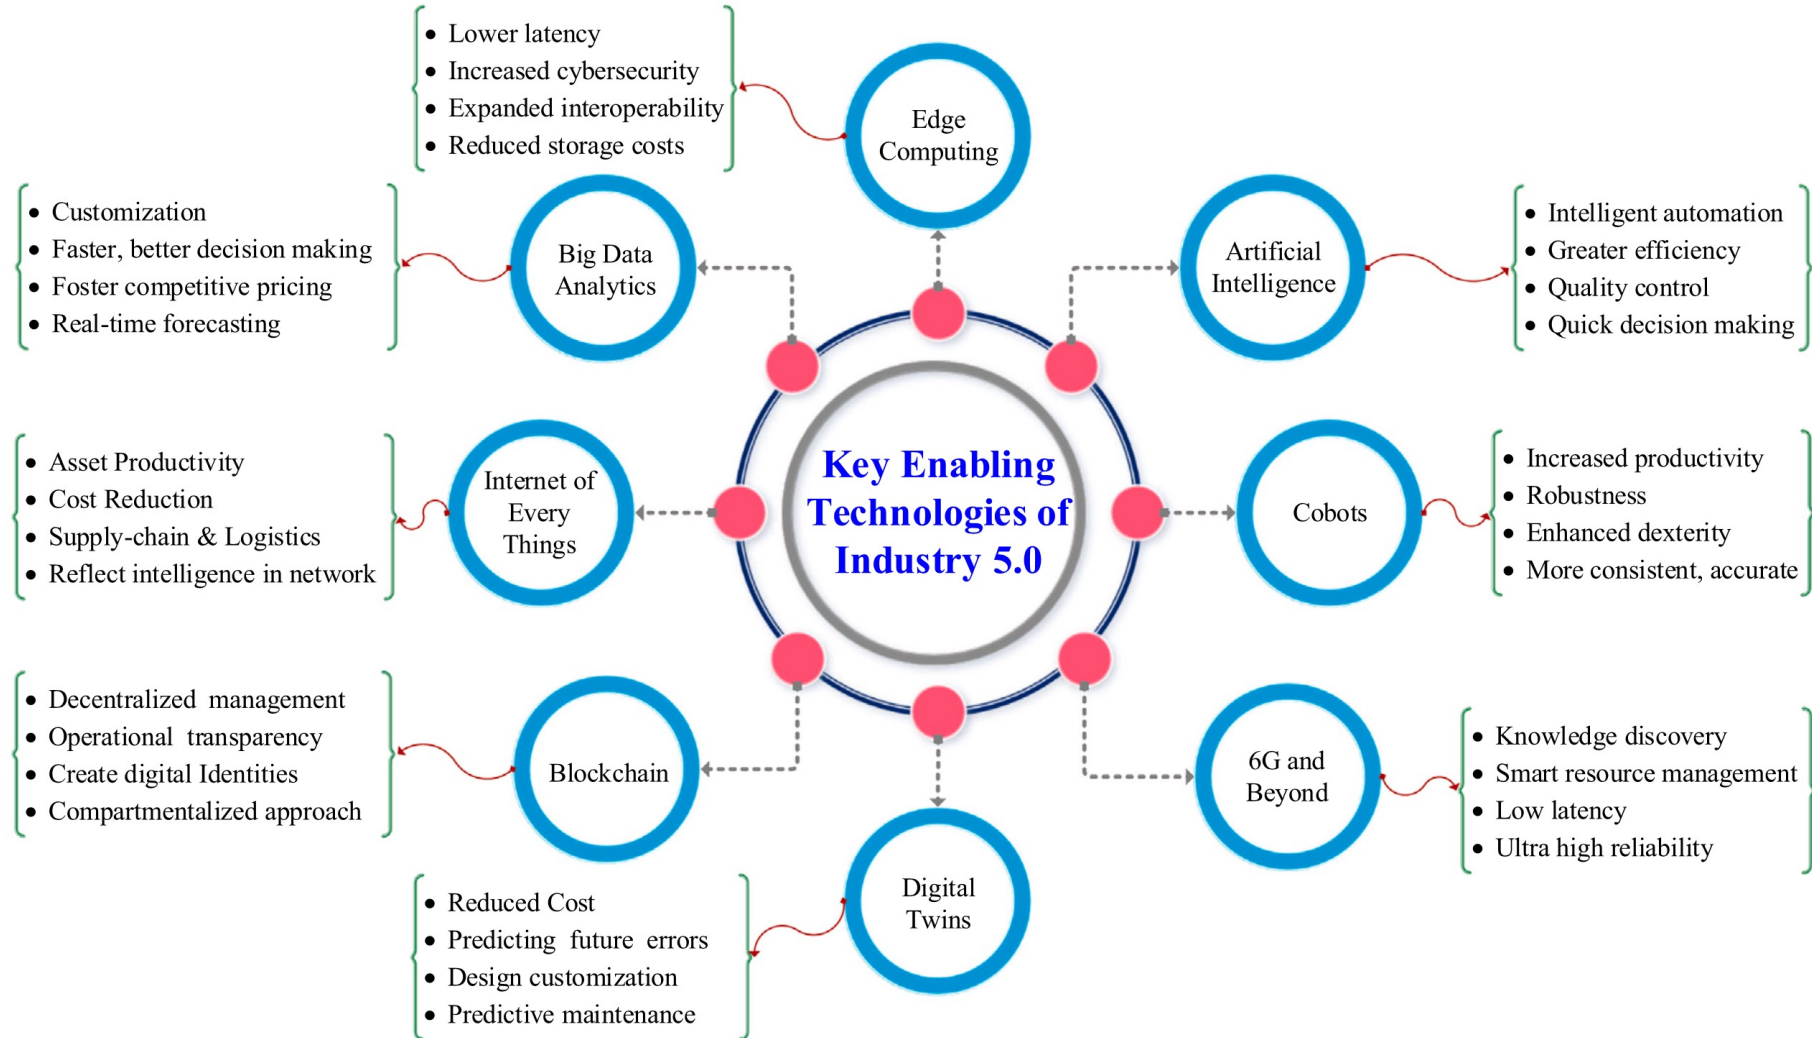 Lower latency
Increased cybersecurity
Expanded interoperability
Reduced storage costs
Edge
Computing
Customization
Faster, better decision making
Foster competitive pricing
Real-time forecasting
Big Data
Analytics
Artificial
Intelligence
Intelligent automation
Greater efficiency
Quality control
Quick decision making
Asset Productivity
Cost Reduction
Supply-chain & Logistics
Reflect intelligence in network
Internet of
Every
Things
Key Enabling
Technologies of
Industry 5.0
Cobots
Increased productivity
Robustness
Enhanced dexterity
More consistent, accurate
Decentralized management
Operational transparency
Create digital Identities
Compartmentalized approach
Blockchain
6G and
Beyond
Knowledge discovery
Smart resource management
Low latency
Ultra high reliability
Reduced Cost
Predicting future errors
Design customization
Predictive maintenance
Digital
Twins